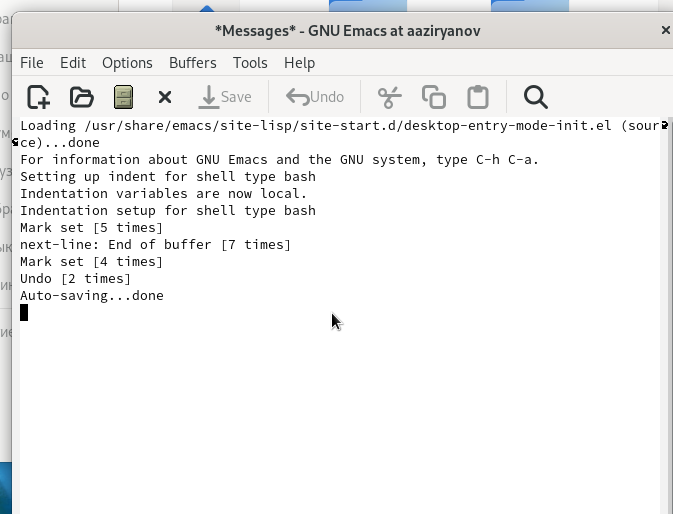 *Messages* - GNU Emacs at aaziryanov
File Edit Options Buffers Tools Help
Save Undo
Loading /usr/share/emacs/site-lisp/site-start.d/desktop-entry-mode-init.el (sour
ce)...done
For information about GNU Emacs and the GNU system, type C-h C-a.
Setting up indent for shell type bash
Indentation variables are now local.
Indentation setup for shell type bash
Mark set [5 times]
next-line: End of buffer [7 times]
Mark set [4 times]
Undo [2 times]
Auto-saving...done